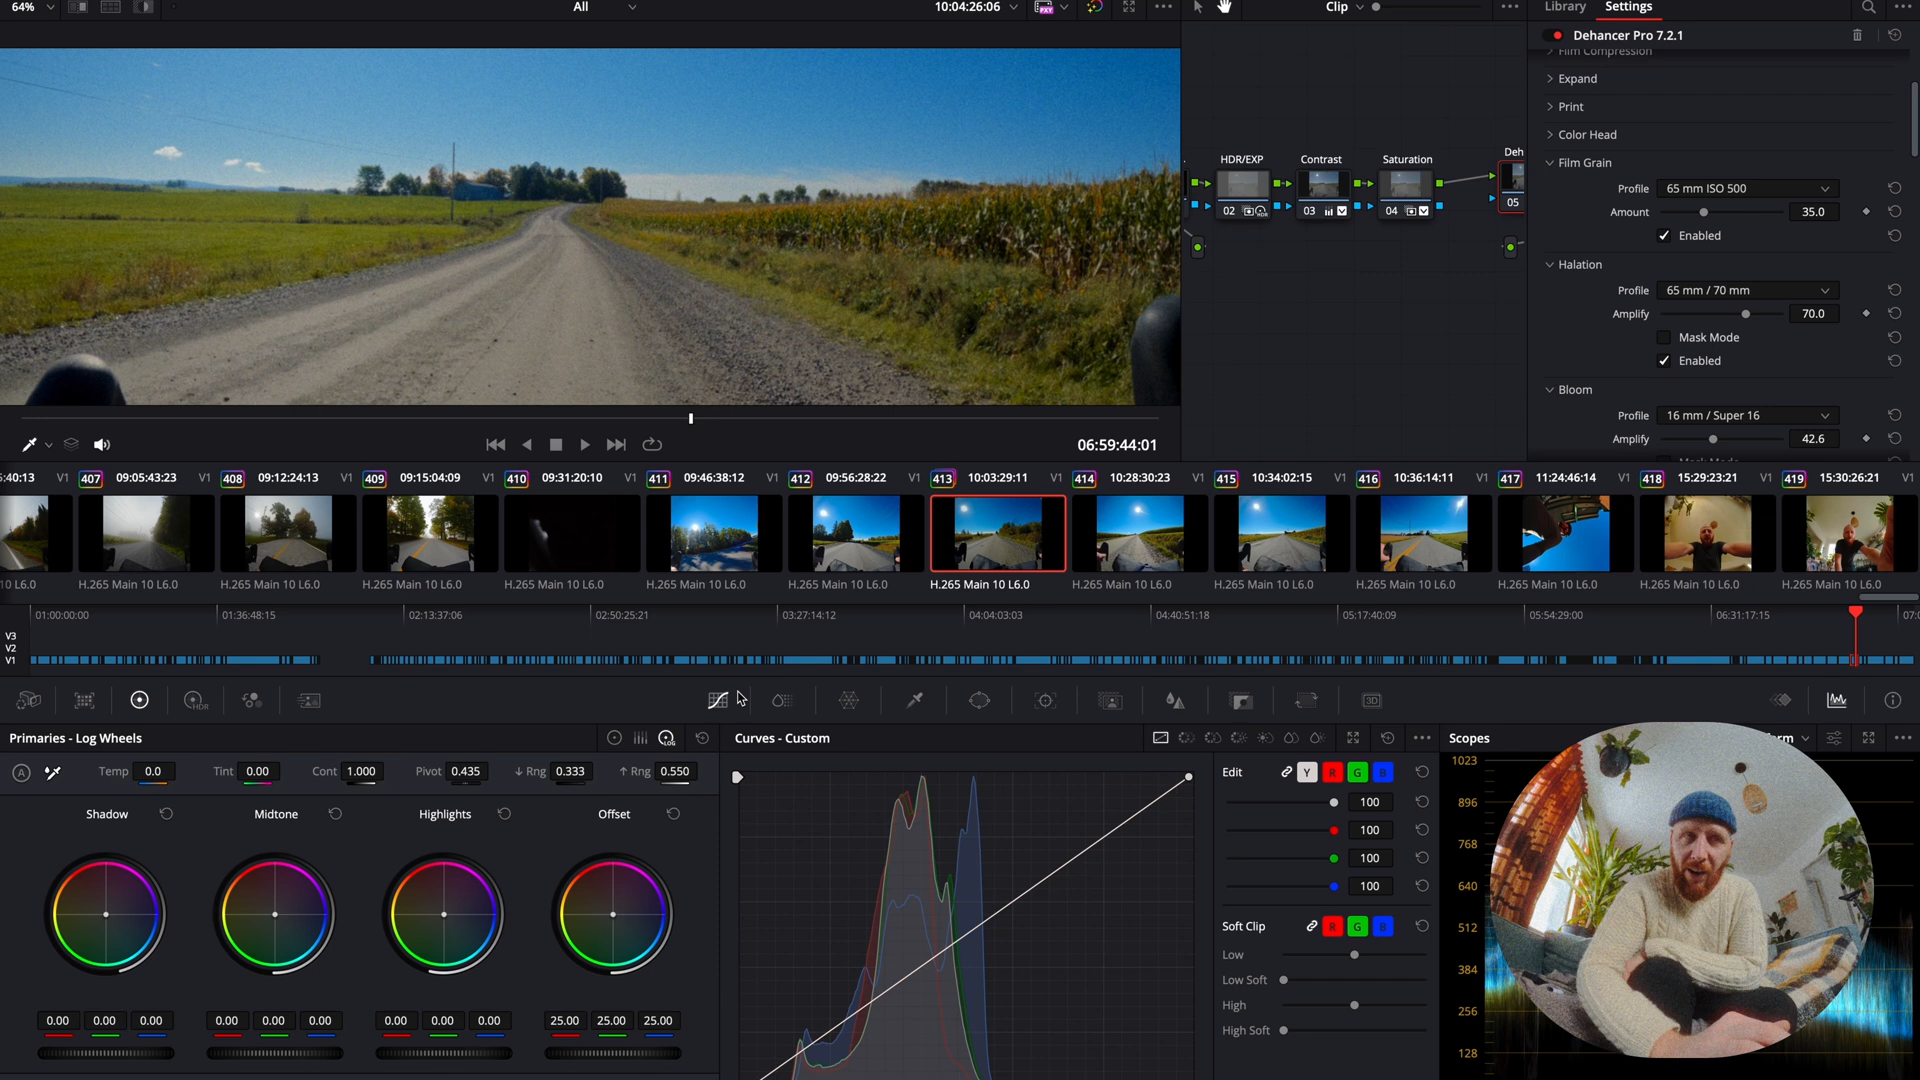 64%
All
10:04:26:06
Clip
Library
Settings
Dehancer Pro 7.2.1
Film Compression
Expand
Print
Color Head
Film Grain
Profile 65 mm ISO 500
Amount 35.0
Enabled
Halation
Profile 65 mm / 70 mm
Amplify 70.0
Mask Mode
Enabled
Bloom
Profile 16 mm / Super 16
Amplify 42.6
HDR/EXP Contrast Saturation Deh
02 03 04 05
06:59:44:01
5:40:13 V1 407 09:05:43:23 V1 408 09:12:24:13 V1 409 09:15:04:09 V1 410 09:31:20:10 V1 411 09:46:38:12 V1 412 09:56:28:22 V1 413 10:03:29:11 V1 414 10:28:30:23 V1 415 10:34:02:15 V1 416 10:36:14:11 V1 417 11:24:46:14 V1 418 15:29:23:21 V1 419 15:30:26:21 V1
10 L6.0 H.265 Main 10 L6.0 H.265 Main 10 L6.0 H.265 Main 10 L6.0 H.265 Main 10 L6.0 H.265 Main 10 L6.0 H.265 Main 10 L6.0 H.265 Main 10 L6.0 H.265 Main 10 L6.0 H.265 Main 10 L6.0 H.265 Main 10 L6.0 H.265 Main 10 L6.0 H.265 Main 10 L6.0 H.265 Main 10 L6.0
01:00:00:00 01:36:48:15 02:13:37:06 02:50:25:21 03:27:14:12 04:04:03:03 04:40:51:18 05:17:40:09 05:54:29:00 06:31:17:15 07:0
V3
V2
V1
HDR
3D
Primaries - Log Wheels
LOG
A Temp 0.0 Tint 0.00 Cont 1.000 Pivot 0.435 ↓ Rng 0.333 ↑ Rng 0.550
Shadow Midtone Highlights Offset
0.00 0.00 0.00 0.00 0.00 0.00 0.00 0.00 0.00 25.00 25.00 25.00
Curves - Custom
Edit Y R G B
100
100
100
100
Soft Clip R G B
Low
Low Soft
High
High Soft
Scopes
rm
1023
896
768
640
512
384
256
128